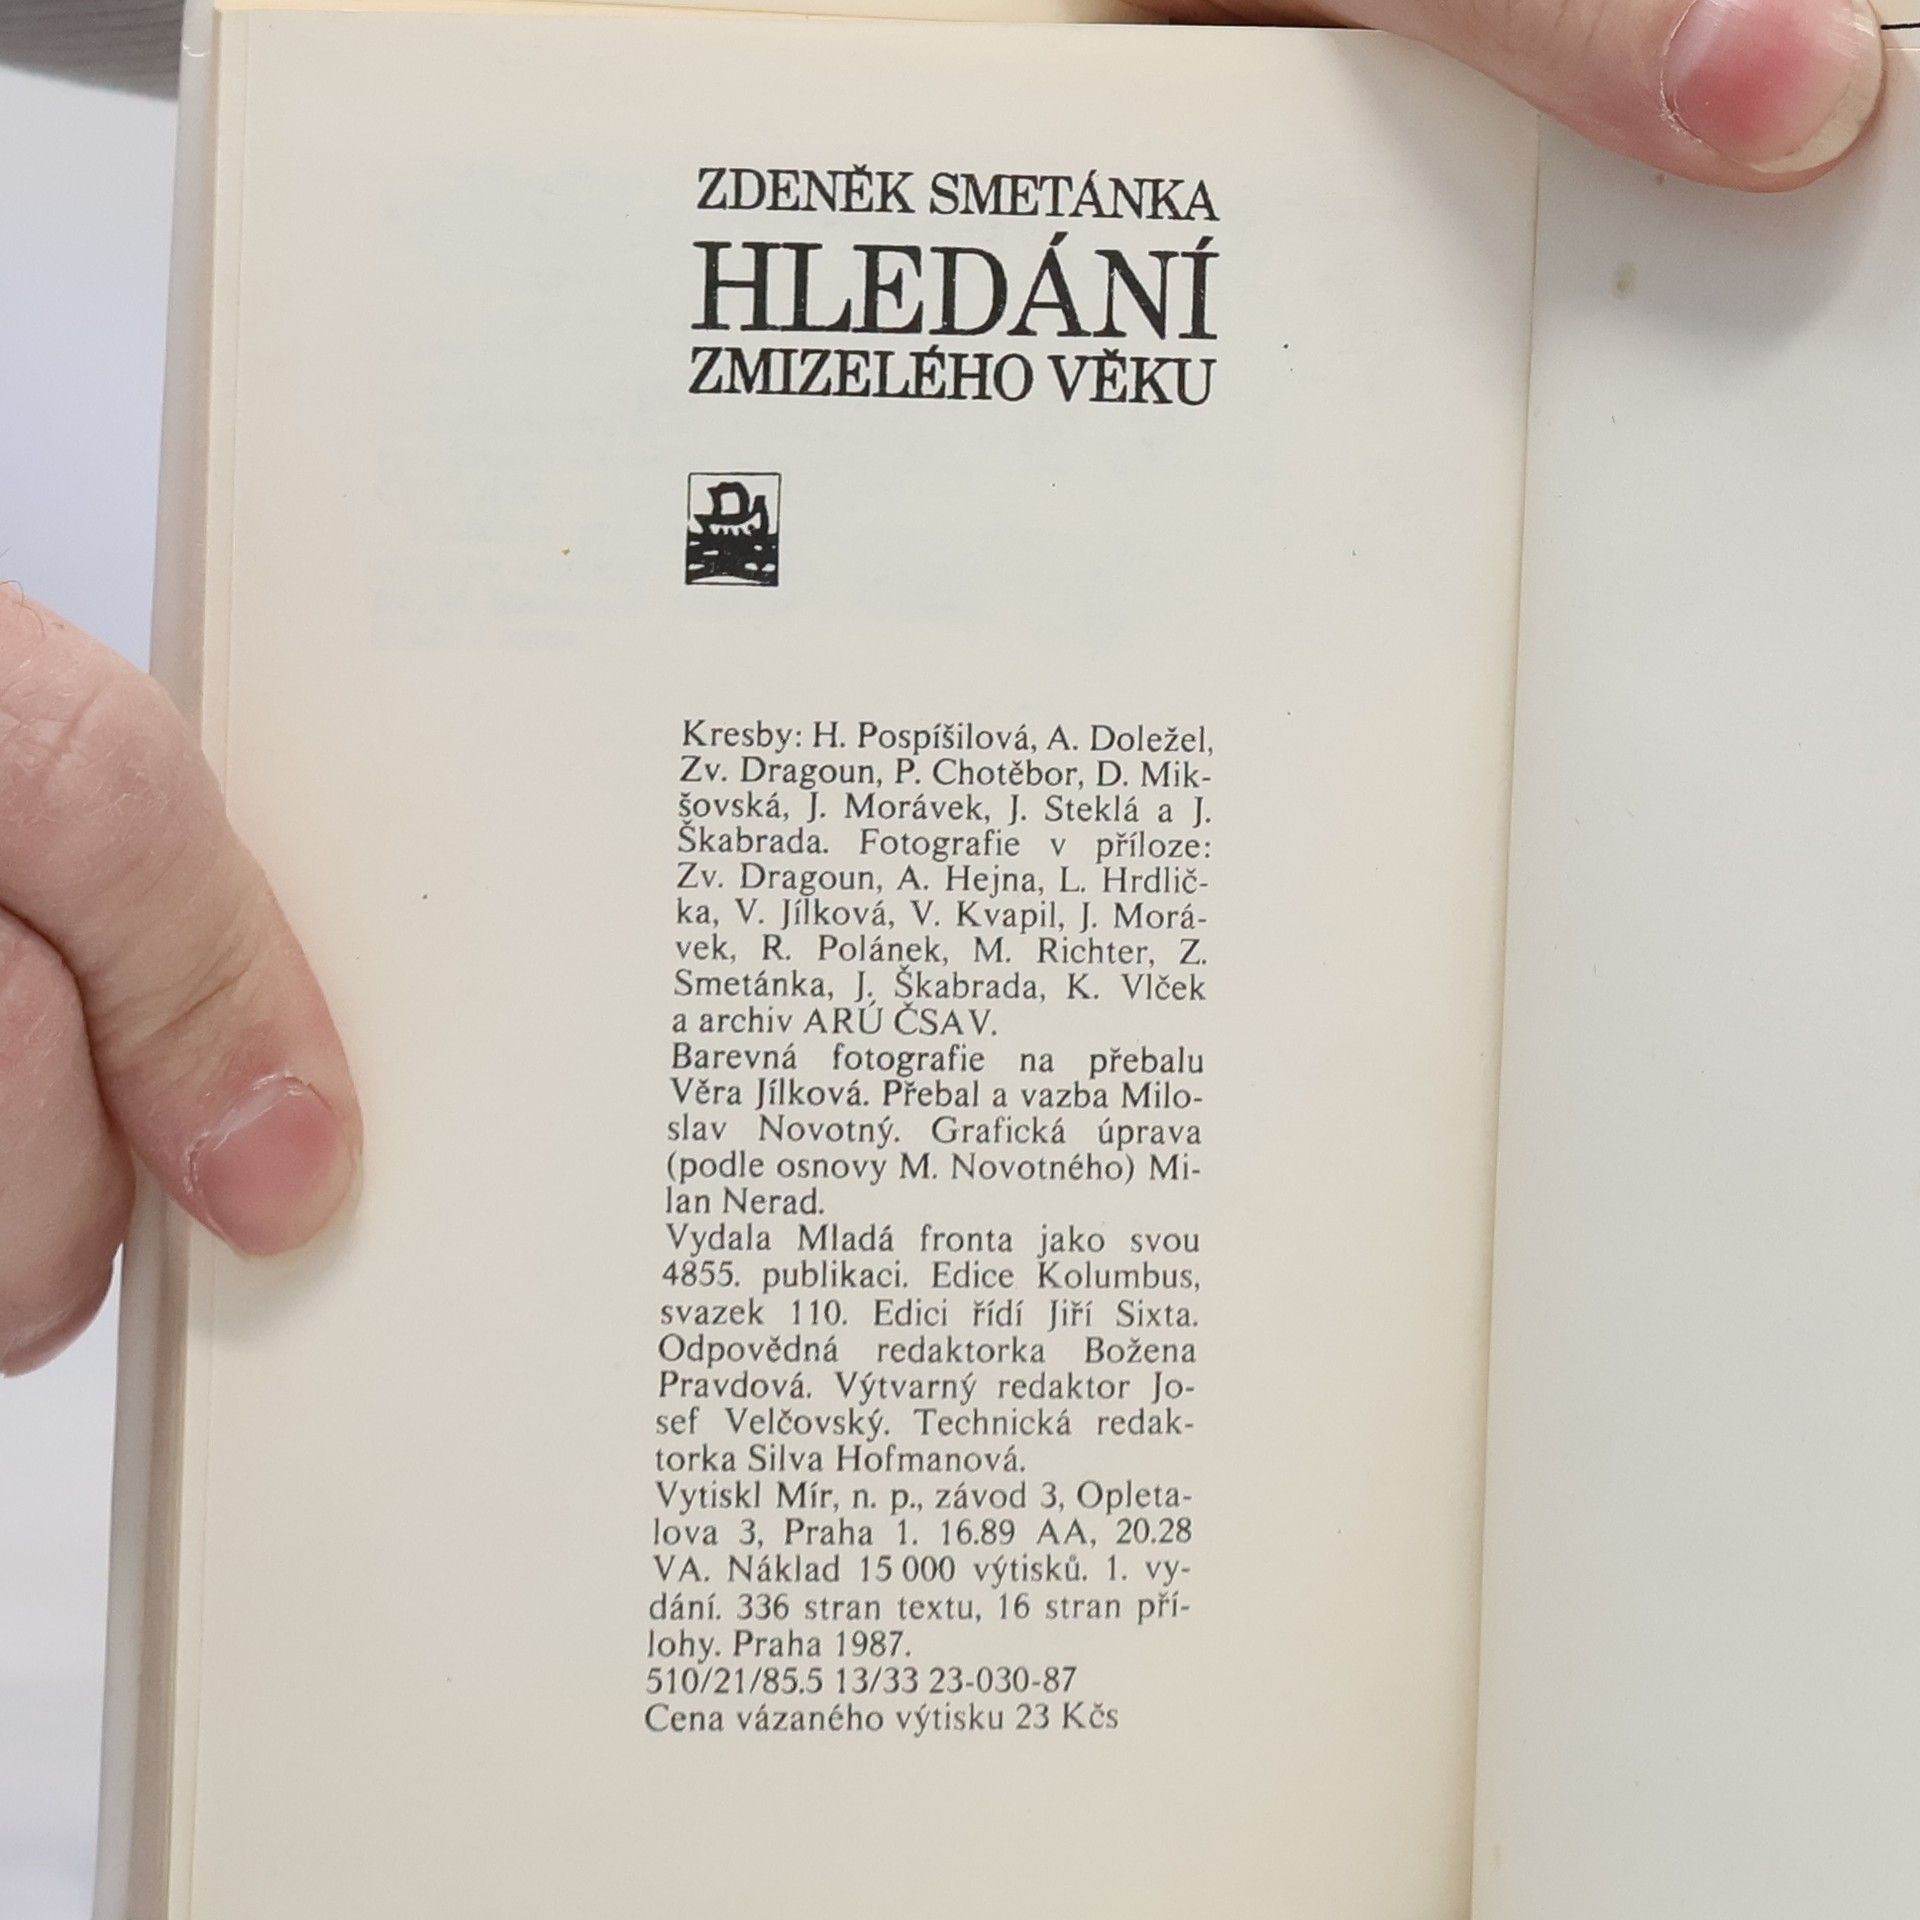 ZDENĚK SMETÁNKA
HLEDÁNÍ
ZMIZELÉHO VĚKU
Kresby: H. Pospíšilová, A. Doležel,
Zv. Dragoun, P. Chotěbor, D. Mik-
šovská, J. Morávek, J. Steklá a J.
Škabrada. Fotografie v příloze:
Zv. Dragoun, A. Hejna, L. Hrdlič-
ka, V. Jílková, V. Kvapil, J. Morá-
vek, R. Polánek, M. Richter, Z.
Smetánka, J. Škabrada, K. Vlček
a archiv ARÚ ČSAV.
Barevná fotografie na přebalu
Věra Jílková. Přebal a vazba Milo-
slav Novotný. Grafická úprava
(podle osnovy M. Novotného) Mi-
lan Nerad.
Vydala Mladá fronta jako svou
4855. publikaci. Edice Kolumbus,
svazek 110. Edici řídí Jiří Sixta.
Odpovědná redaktorka Božena
Pravdová. Výtvarný redaktor Jo-
sef Velčovský. Technická redak-
torka Silva Hofmanová.
Vytiskl Mír, n. p., závod 3, Opleta-
lova 3, Praha 1. 16.89 AA, 20.28
VA. Náklad 15 000 výtisků. 1. vy-
dání. 336 stran textu, 16 stran pří-
lohy. Praha 1987.
510/21/85.5 13/33 23-030-87
Cena vázaného výtisku 23 Kčs